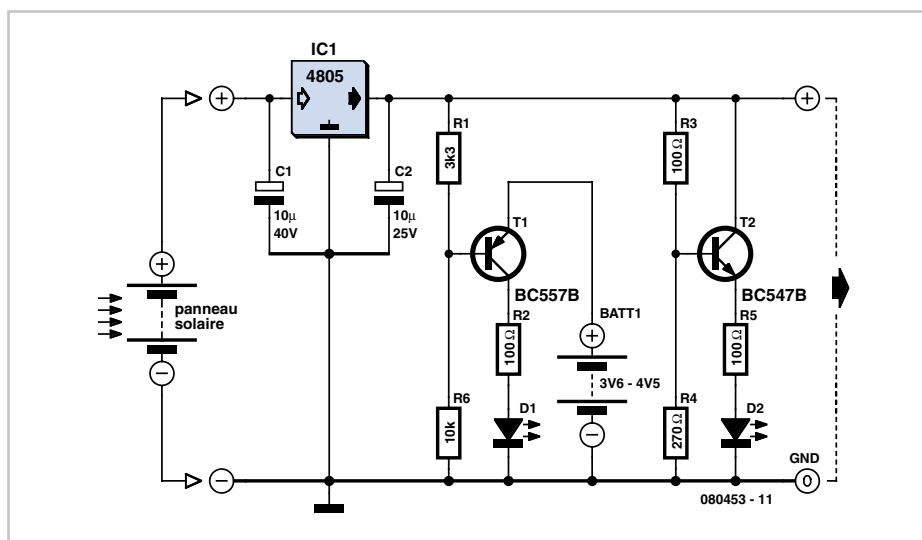 IC1
4805
R1
3k3
R3
100Ω
C1
10µ
40V
C2
10µ
25V
T1
BC557B
T2
BC547B
panneau
solaire
R2
100Ω
BATT1
3V6 - 4V5
R5
100Ω
R6
10k
D1
R4
270Ω
D2
GND
0
080453 - 11